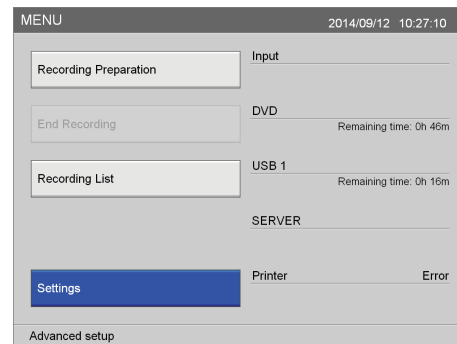 MENU 2014/09/12 10:27:10
Recording Preparation
Input
End Recording
DVD
Remaining time: 0h 46m
Recording List
USB 1
Remaining time: 0h 16m
SERVER
Settings
Printer Error
Advanced setup